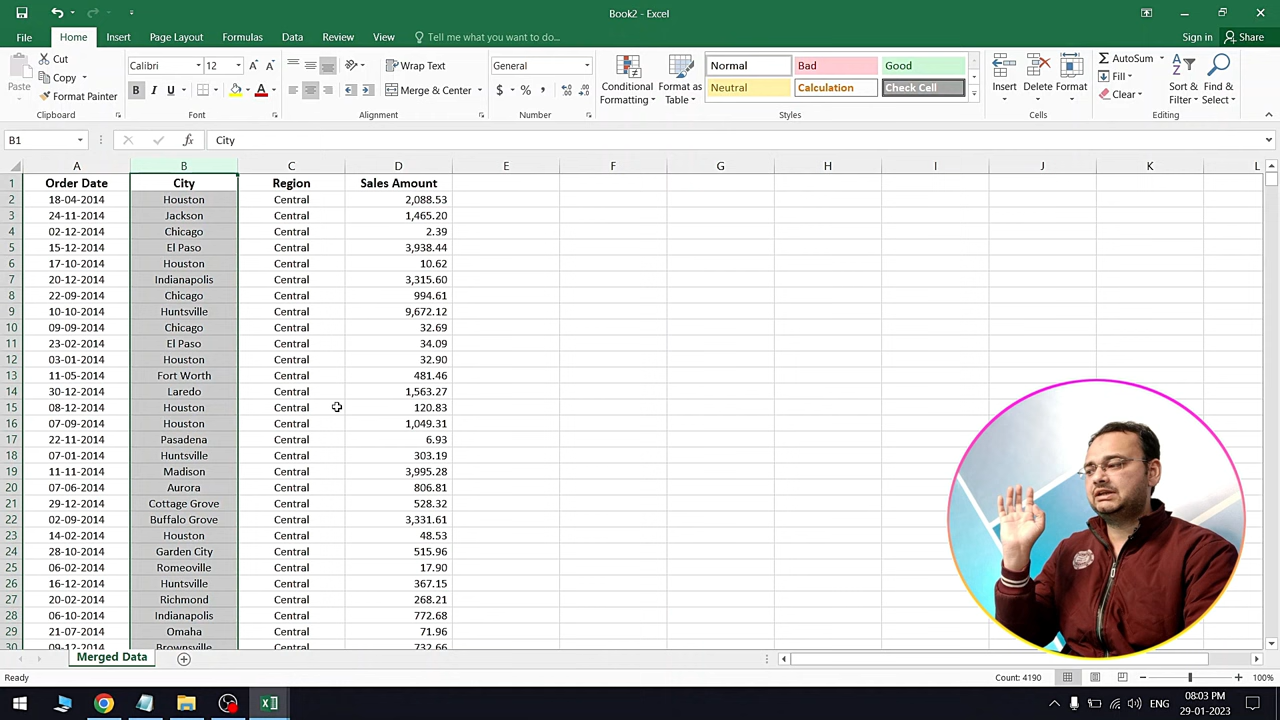 Book2 - Excel
File Home Insert Page Layout Formulas Data Review View Tell me what you want to do... Sign in Share
Paste
Cut
Copy
Format Painter
Clipboard
Calibri 12
B I U
Font
Wrap Text
Merge & Center
Alignment
General
$ % ,
Number
Conditional Formatting
Format as Table
Normal Bad Good
Neutral Calculation Check Cell
Styles
Insert Delete Format
Cells
AutoSum
Fill
Clear
Sort & Filter
Find & Select
Editing
B1 fx City
A B C D E F G H I J K L
1 Order Date City Region Sales Amount
2 18-04-2014 Houston Central 2,088.53
3 24-11-2014 Jackson Central 1,465.20
4 02-12-2014 Chicago Central 2.39
5 15-12-2014 El Paso Central 3,938.44
6 17-10-2014 Houston Central 10.62
7 20-12-2014 Indianapolis Central 3,315.60
8 22-09-2014 Chicago Central 994.61
9 10-10-2014 Huntsville Central 9,672.12
10 09-09-2014 Chicago Central 32.69
11 23-02-2014 El Paso Central 34.09
12 03-01-2014 Houston Central 32.90
13 11-05-2014 Fort Worth Central 481.46
14 30-12-2014 Laredo Central 1,563.27
15 08-12-2014 Houston Central 120.83
16 07-09-2014 Houston Central 1,049.31
17 22-11-2014 Pasadena Central 6.93
18 07-01-2014 Huntsville Central 303.19
19 11-11-2014 Madison Central 3,995.28
20 07-06-2014 Aurora Central 806.81
21 29-12-2014 Cottage Grove Central 528.32
22 02-09-2014 Buffalo Grove Central 3,331.61
23 14-02-2014 Houston Central 48.53
24 28-10-2014 Garden City Central 515.96
25 06-02-2014 Romeoville Central 17.90
26 16-12-2014 Huntsville Central 367.15
27 20-02-2014 Richmond Central 268.21
28 06-10-2014 Indianapolis Central 772.68
29 21-07-2014 Omaha Central 71.96
30 09-12-2014 Brownsville Central 732.66
Merged Data
Ready Count: 4190 100%
ENG 08:03 PM
29-01-2023